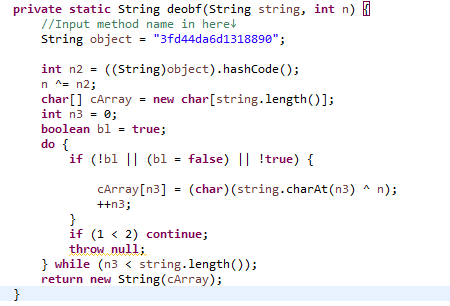 private static String deobf(String string, int n) {
//Input method name in here↓
String object = "3fd44da6d1318890";
int n2 = ((String)object).hashCode();
n ^= n2;
char[] cArray = new char[string.length()];
int n3 = 0;
boolean bl = true;
do {
if (!bl || (bl = false) || !true) {
cArray[n3] = (char)(string.charAt(n3) ^ n);
++n3;
}
if (1 < 2) continue;
throw null;
} while (n3 < string.length());
return new String(cArray);
}